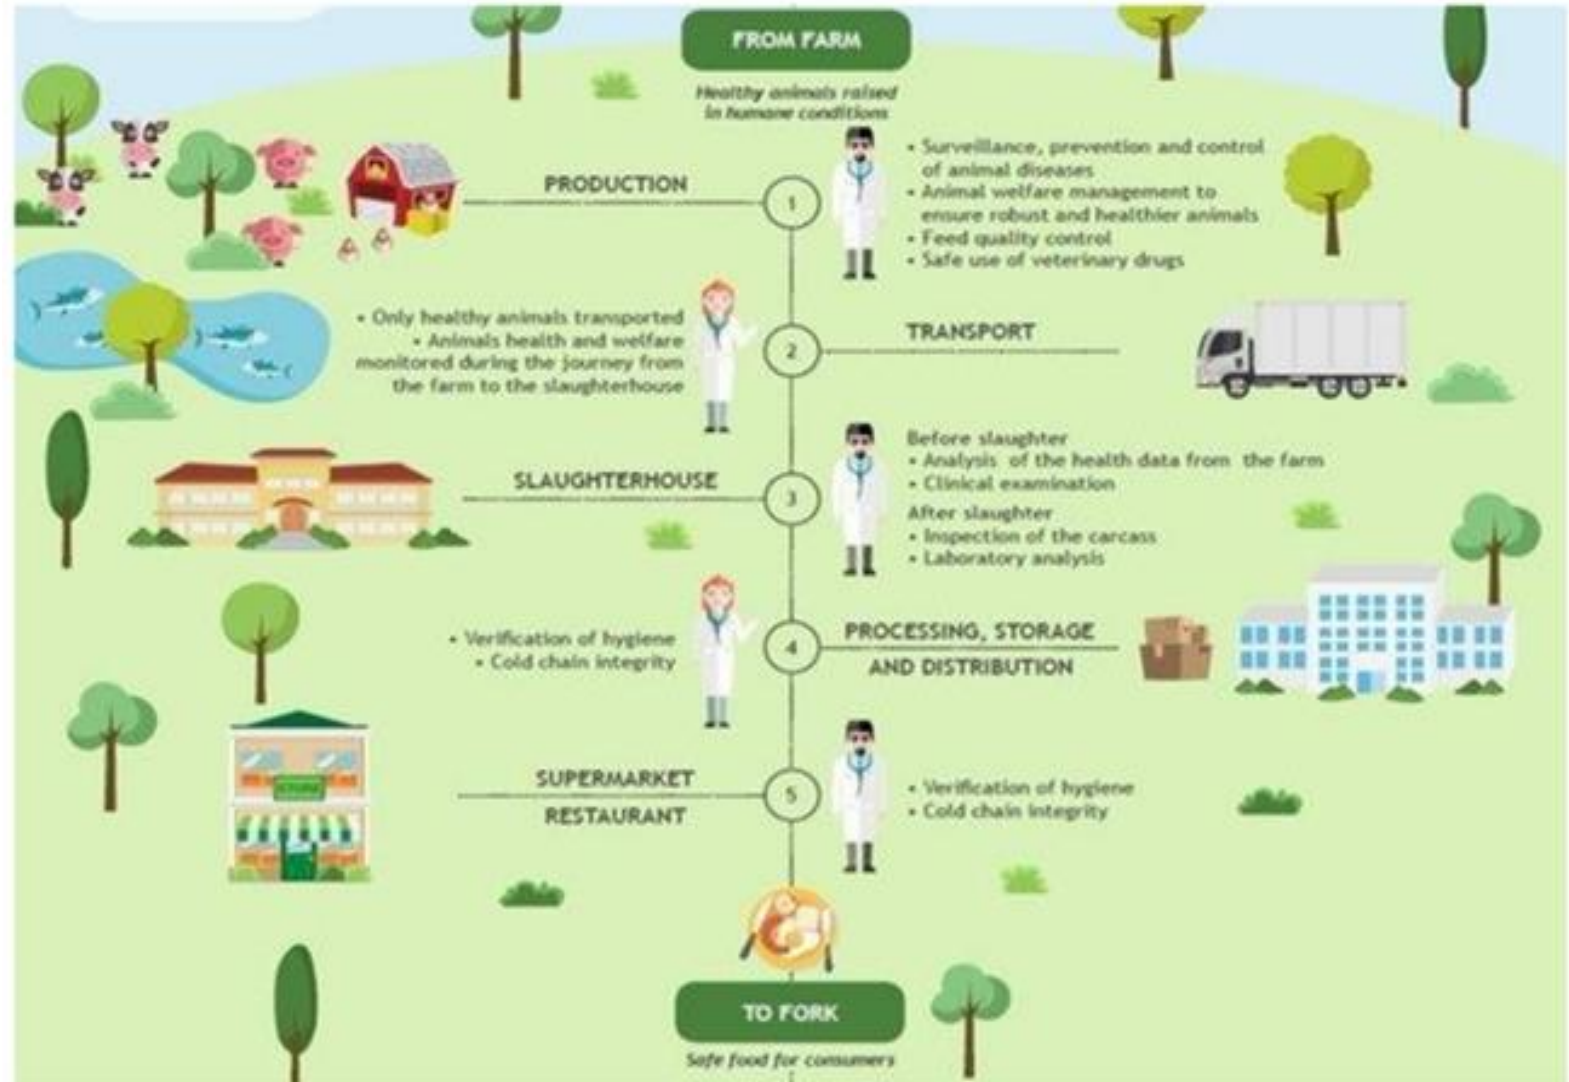 FROM FARM
Healthy animals raised
in humane conditions
PRODUCTION
1
• Surveillance, prevention and control
of animal diseases
• Animal welfare management to
ensure robust and healthier animals
• Feed quality control
• Safe use of veterinary drugs
• Only healthy animals transported
• Animals health and welfare
monitored during the journey from
the farm to the slaughterhouse
2
TRANSPORT
SLAUGHTERHOUSE
3
Before slaughter
• Analysis of the health data from the farm
• Clinical examination
After slaughter
• Inspection of the carcass
• Laboratory analysis
• Verification of hygiene
• Cold chain integrity
4
PROCESSING, STORAGE
AND DISTRIBUTION
SUPERMARKET
RESTAURANT
5
• Verification of hygiene
• Cold chain integrity
TO FORK
Safe food for consumers